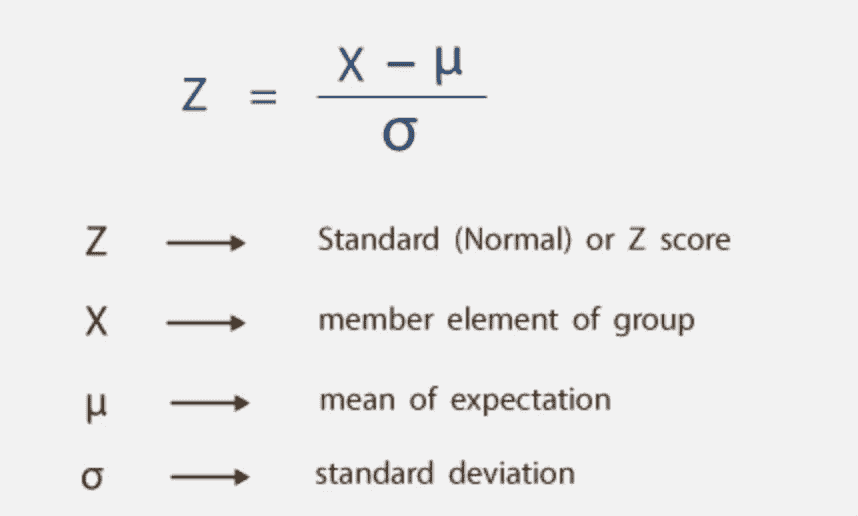 Z = X − μ / σ
Z → Standard (Normal) or Z score
X → member element of group
μ → mean of expectation
σ → standard deviation